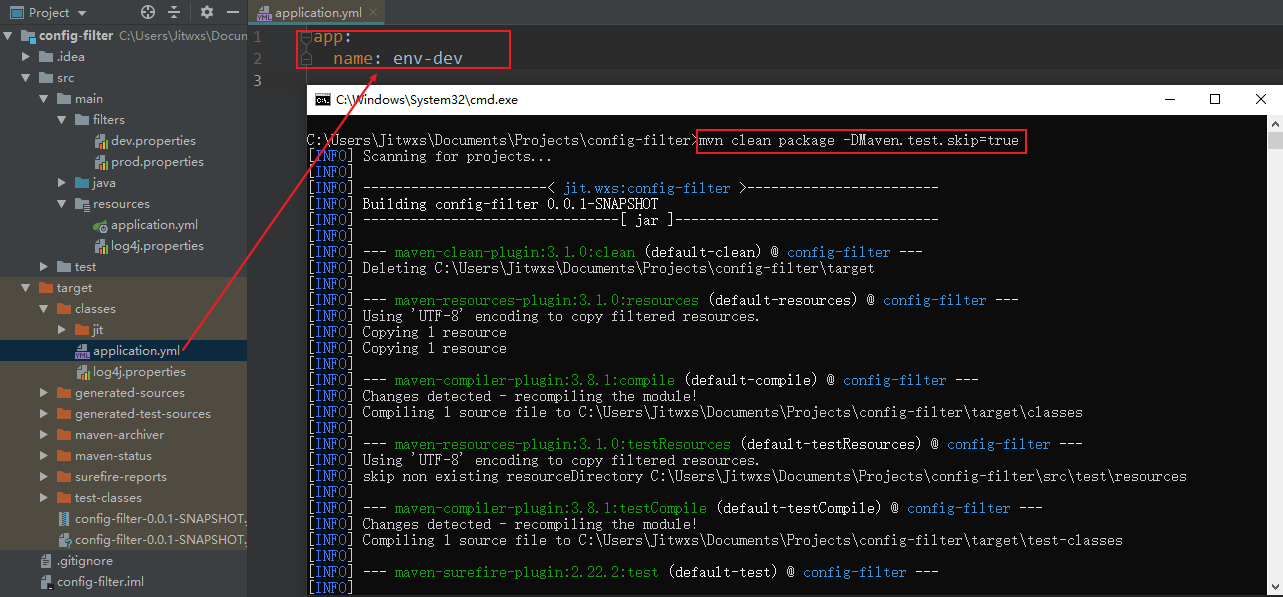 Project
config-filter C:\Users\Jitwxs\Docun
.idea
src
main
filters
dev.properties
prod.properties
java
resources
application.yml
log4j.properties
test
target
classes
jit
application.yml
log4j.properties
generated-sources
generated-test-sources
maven-archiver
maven-status
surefire-reports
test-classes
config-filter-0.0.1-SNAPSHOT.
config-filter-0.0.1-SNAPSHOT.
.gitignore
config-filter.iml
application.yml
1 app:
2 name: env-dev
3
C:\Windows\System32\cmd.exe
C:\Users\Jitwxs\Documents\Projects\config-filter>mvn clean package -DMaven.test.skip=true
[INFO] Scanning for projects...
[INFO]
[INFO] -----------------------< jit.wxs:config-filter >------------------------
[INFO] Building config-filter 0.0.1-SNAPSHOT
[INFO] --------------------------------[ jar ]---------------------------------
[INFO]
[INFO] --- maven-clean-plugin:3.1.0:clean (default-clean) @ config-filter ---
[INFO] Deleting C:\Users\Jitwxs\Documents\Projects\config-filter\target
[INFO]
[INFO] --- maven-resources-plugin:3.1.0:resources (default-resources) @ config-filter ---
[INFO] Using 'UTF-8' encoding to copy filtered resources.
[INFO] Copying 1 resource
[INFO] Copying 1 resource
[INFO]
[INFO] --- maven-compiler-plugin:3.8.1:compile (default-compile) @ config-filter ---
[INFO] Changes detected - recompiling the module!
[INFO] Compiling 1 source file to C:\Users\Jitwxs\Documents\Projects\config-filter\target\classes
[INFO]
[INFO] --- maven-resources-plugin:3.1.0:testResources (default-testResources) @ config-filter ---
[INFO] Using 'UTF-8' encoding to copy filtered resources.
[INFO] skip non existing resourceDirectory C:\Users\Jitwxs\Documents\Projects\config-filter\src\test\resources
[INFO]
[INFO] --- maven-compiler-plugin:3.8.1:testCompile (default-testCompile) @ config-filter ---
[INFO] Changes detected - recompiling the module!
[INFO] Compiling 1 source file to C:\Users\Jitwxs\Documents\Projects\config-filter\target\test-classes
[INFO]
[INFO] --- maven-surefire-plugin:2.22.2:test (default-test) @ config-filter ---
[INFO]